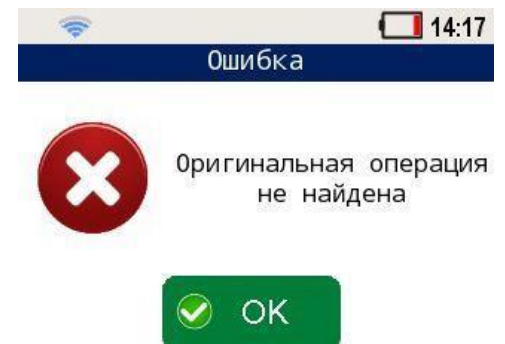 14:17
Ошибка
Оригинальная операция
не найдена
OK